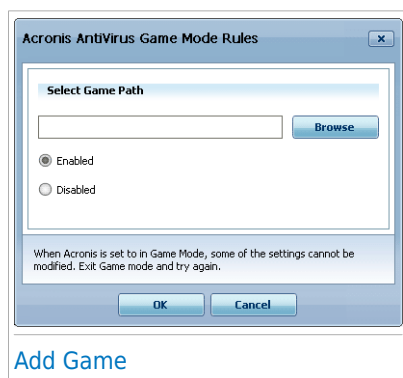 Acronis AntiVirus Game Mode Rules
Select Game Path
Browse
Enabled
Disabled
When Acronis is set to in Game Mode, some of the settings cannot be
modified. Exit Game mode and try again.
OK Cancel
Add Game